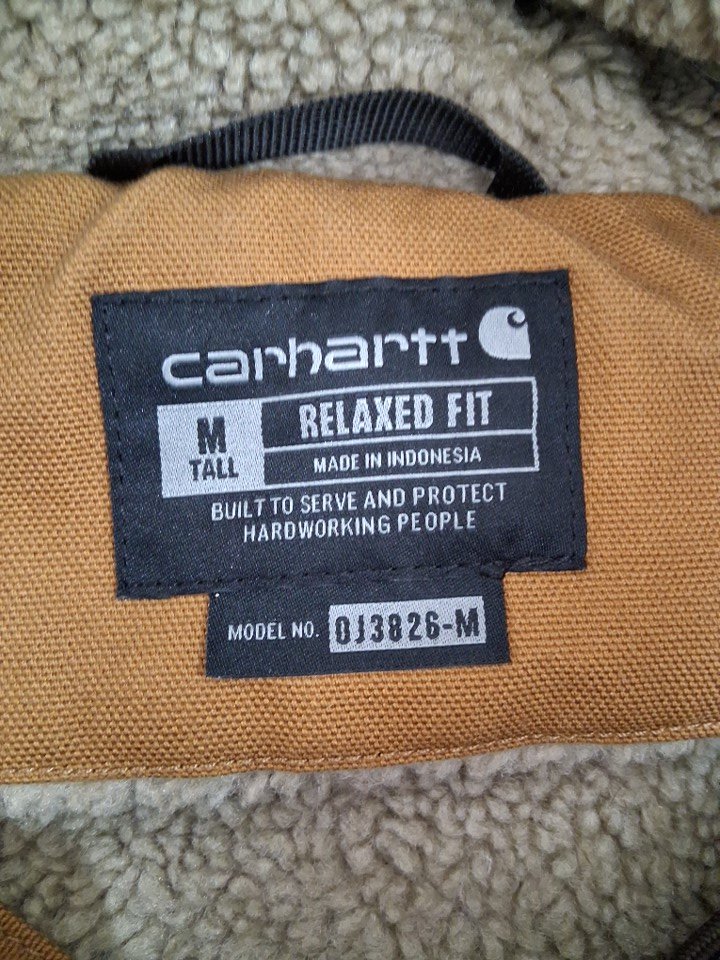 carhartt
M
TALL
RELAXED FIT
MADE IN INDONESIA
BUILT TO SERVE AND PROTECT
HARDWORKING PEOPLE
MODEL NO. OJ3826-M